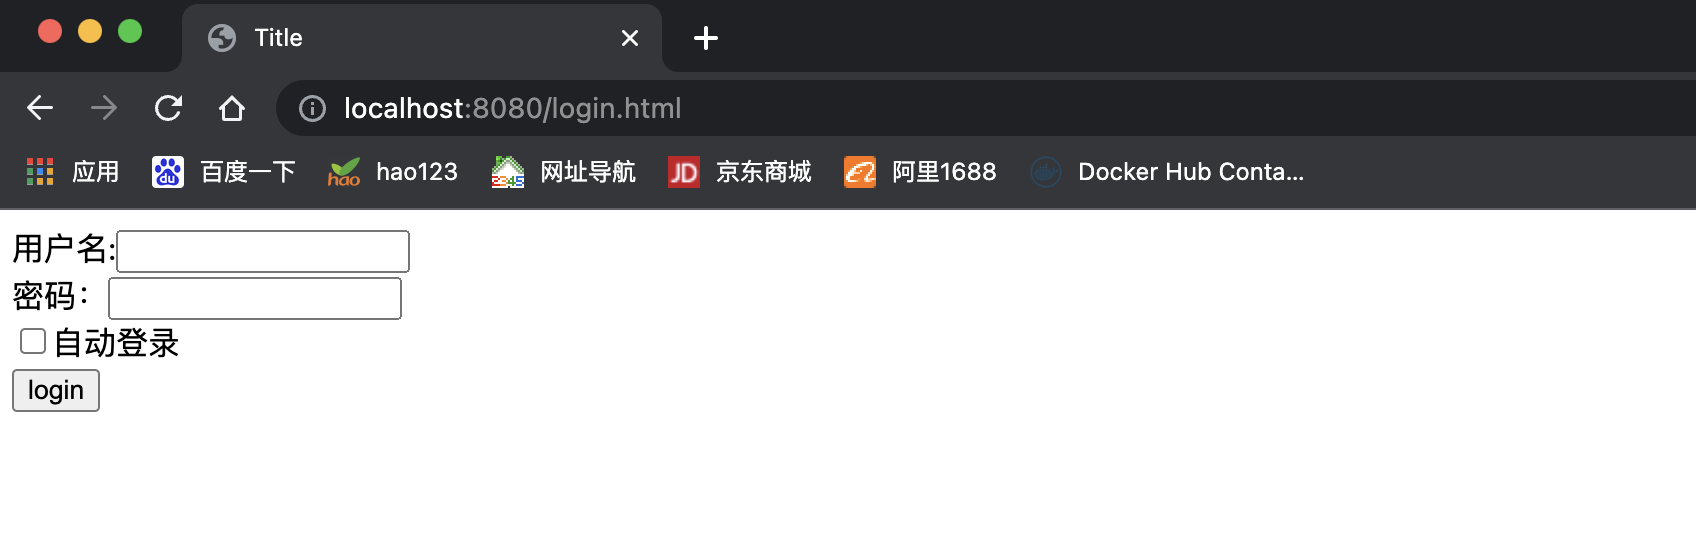 Title
localhost:8080/login.html
应用 百度一下 hao123 网址导航 京东商城 阿里1688 Docker Hub Conta...
用户名:
密码：
自动登录
login